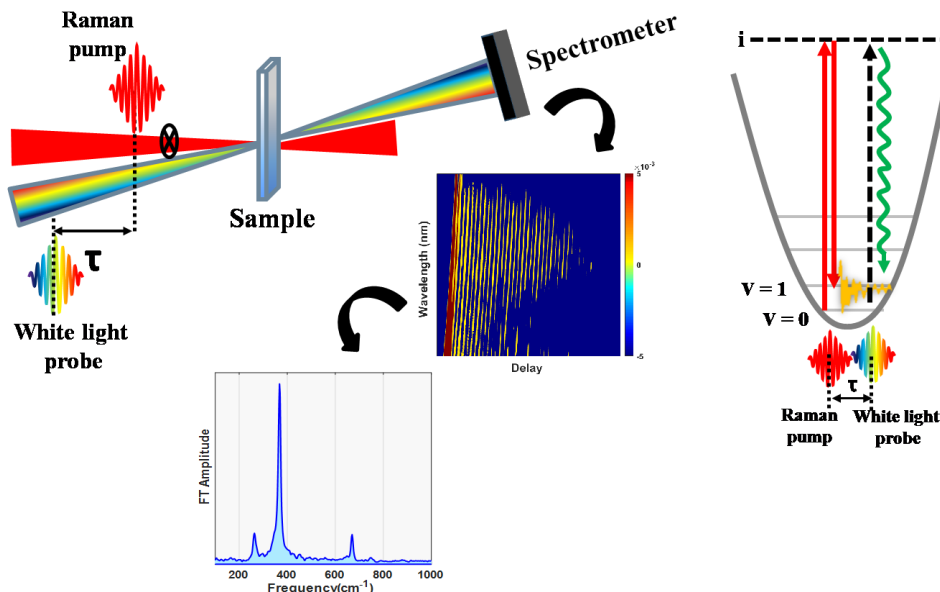 Raman
pump
Spectrometer
Sample
τ
White light
probe
×10⁻³
5
0
-5
Wavelength (nm)
Delay
FT Amplitude
200 400 600 800 1000
Frequency(cm⁻¹)
i
V = 1
V = 0
τ
Raman
pump
White light
probe